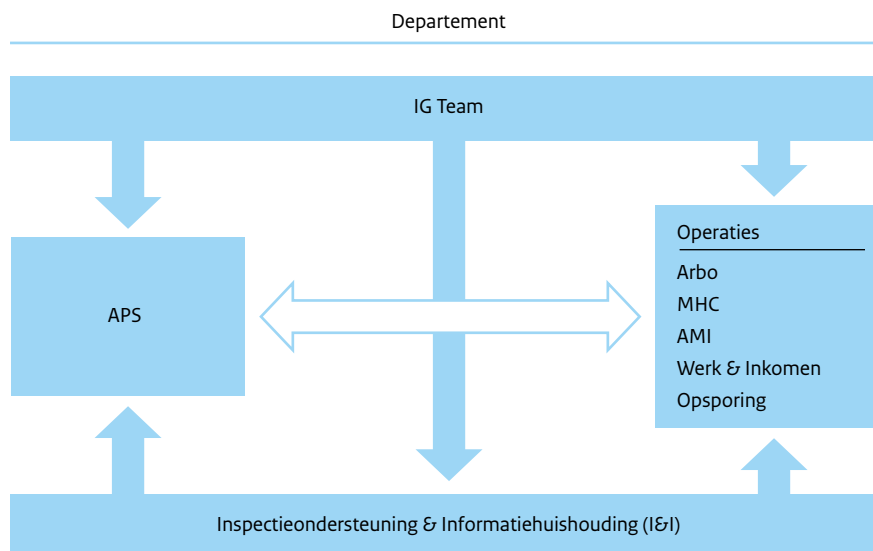 Departement
IG Team
APS
Operaties
Arbo
MHC
AMI
Werk & Inkomen
Opsporing
Inspectieondersteuning & Informatiehuishouding (I&I)